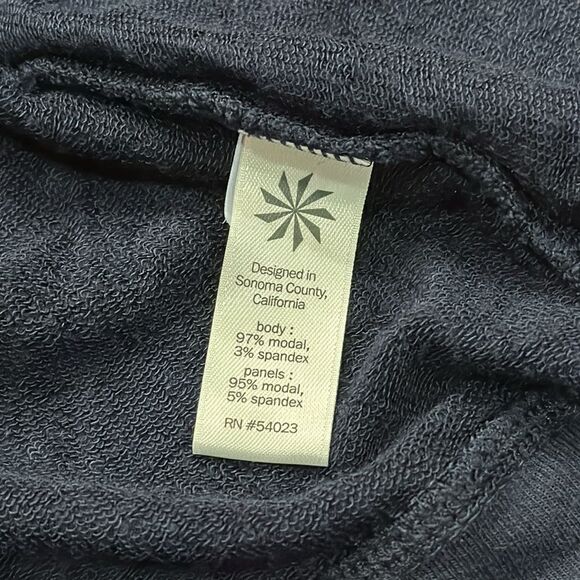 Designed in
Sonoma County,
California
body :
97% modal,
3% spandex
panels :
95% modal,
5% spandex
RN #54023